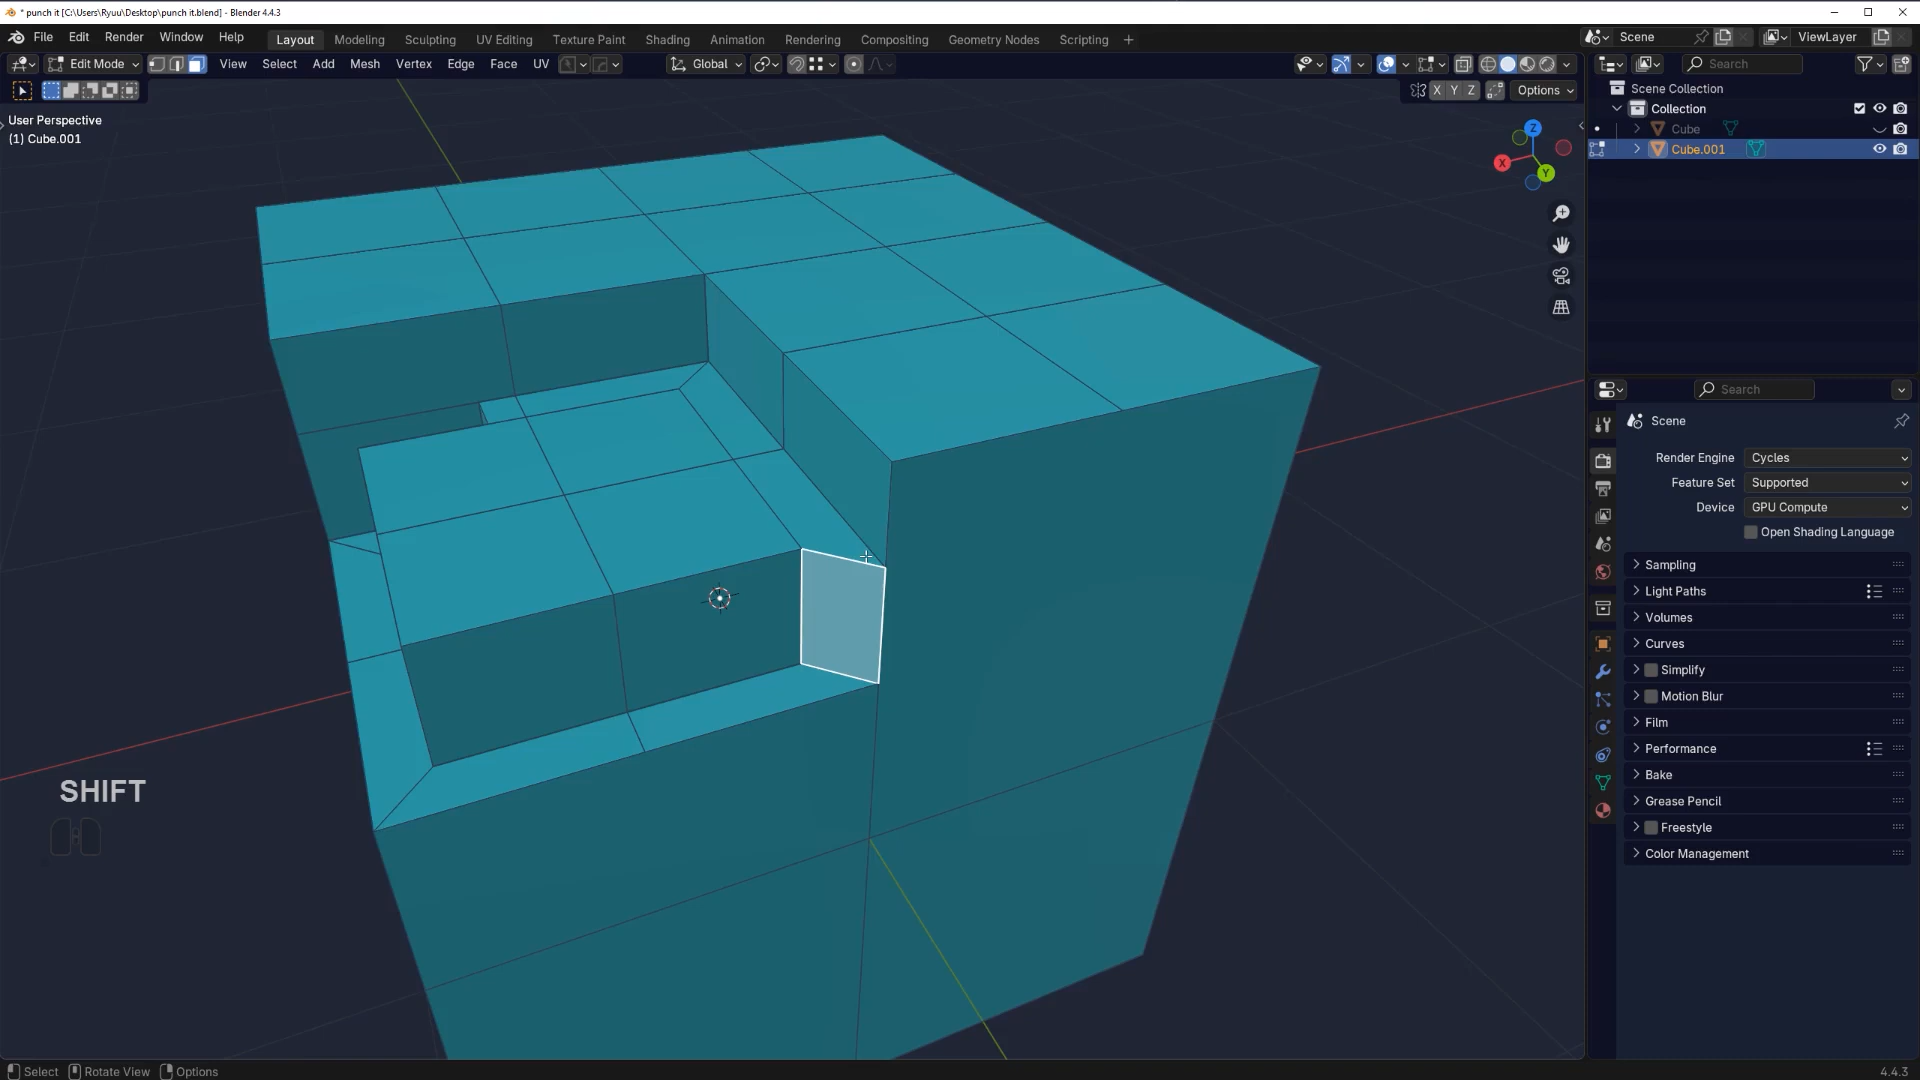 * punch it [C:\Users\Ryuu\Desktop\punch it.blend] - Blender 4.4.3
File Edit Render Window Help Layout Modeling Sculpting UV Editing Texture Paint Shading Animation Rendering Compositing Geometry Nodes Scripting + Scene ViewLayer
Edit Mode View Select Add Mesh Vertex Edge Face UV Global Search
X Y Z Options
User Perspective
(1) Cube.001
Z
X
Y
Scene Collection
Collection
Cube
Cube.001
Search
Scene
Render Engine Cycles
Feature Set Supported
Device GPU Compute
Open Shading Language
Sampling
Light Paths
Volumes
Curves
Simplify
Motion Blur
Film
Performance
Bake
Grease Pencil
Freestyle
Color Management
SHIFT
Select Rotate View Options 4.4.3